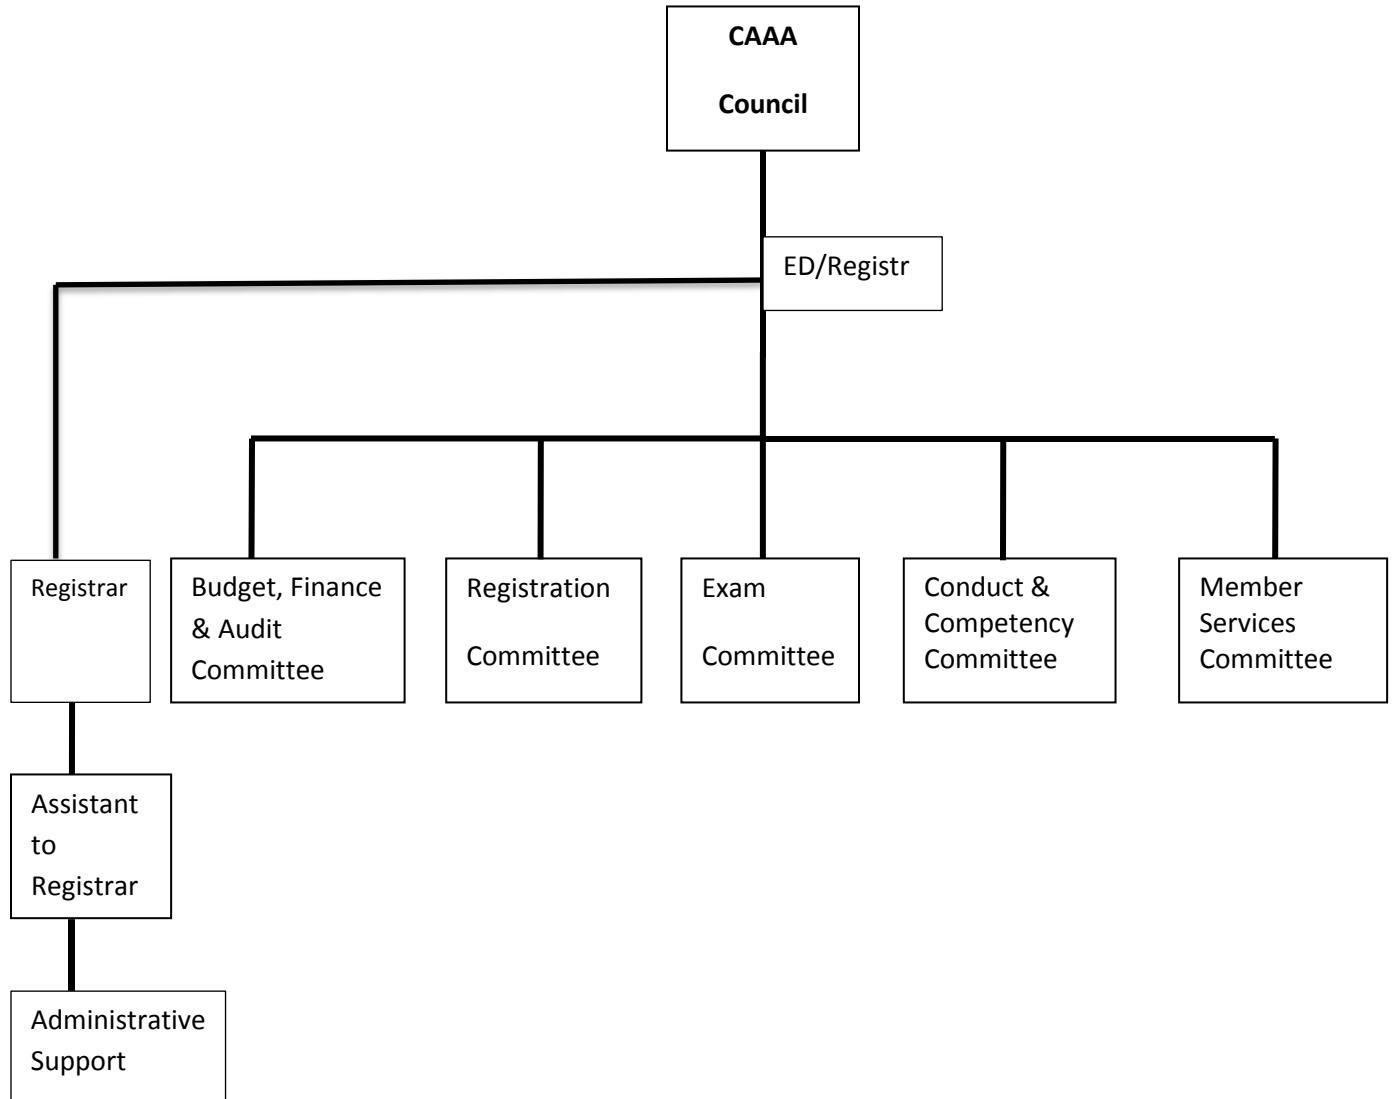 CAAA
Council
ED/Registr
Registrar
Budget, Finance
& Audit
Committee
Registration
Committee
Exam
Committee
Conduct &
Competency
Committee
Member
Services
Committee
Assistant
to
Registrar
Administrative
Support